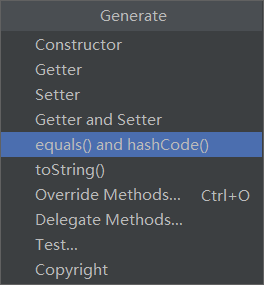 Generate
Constructor
Getter
Setter
Getter and Setter
equals() and hashCode()
toString()
Override Methods... Ctrl+O
Delegate Methods...
Test...
Copyright